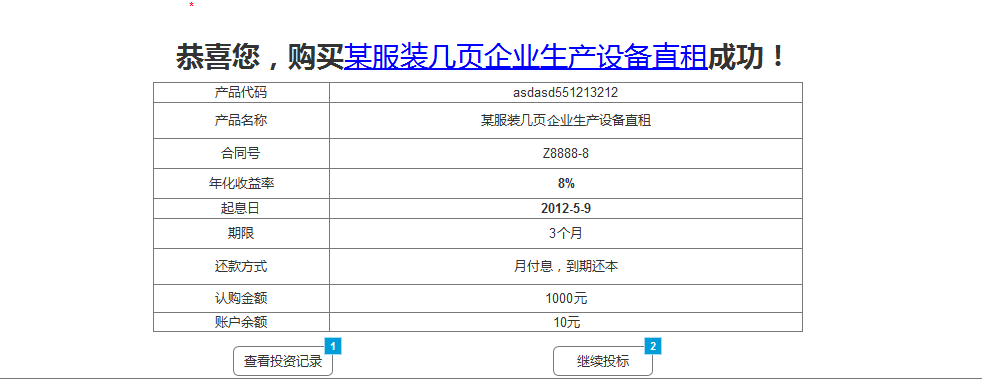 *
恭喜您，购买某服装几页企业生产设备直租成功！
产品代码 asdasd551213212
产品名称 某服装几页企业生产设备直租
合同号 Z8888-8
年化收益率 8%
起息日 2012-5-9
期限 3个月
还款方式 月付息，到期还本
认购金额 1000元
账户余额 10元
查看投资记录 1 继续投标 2